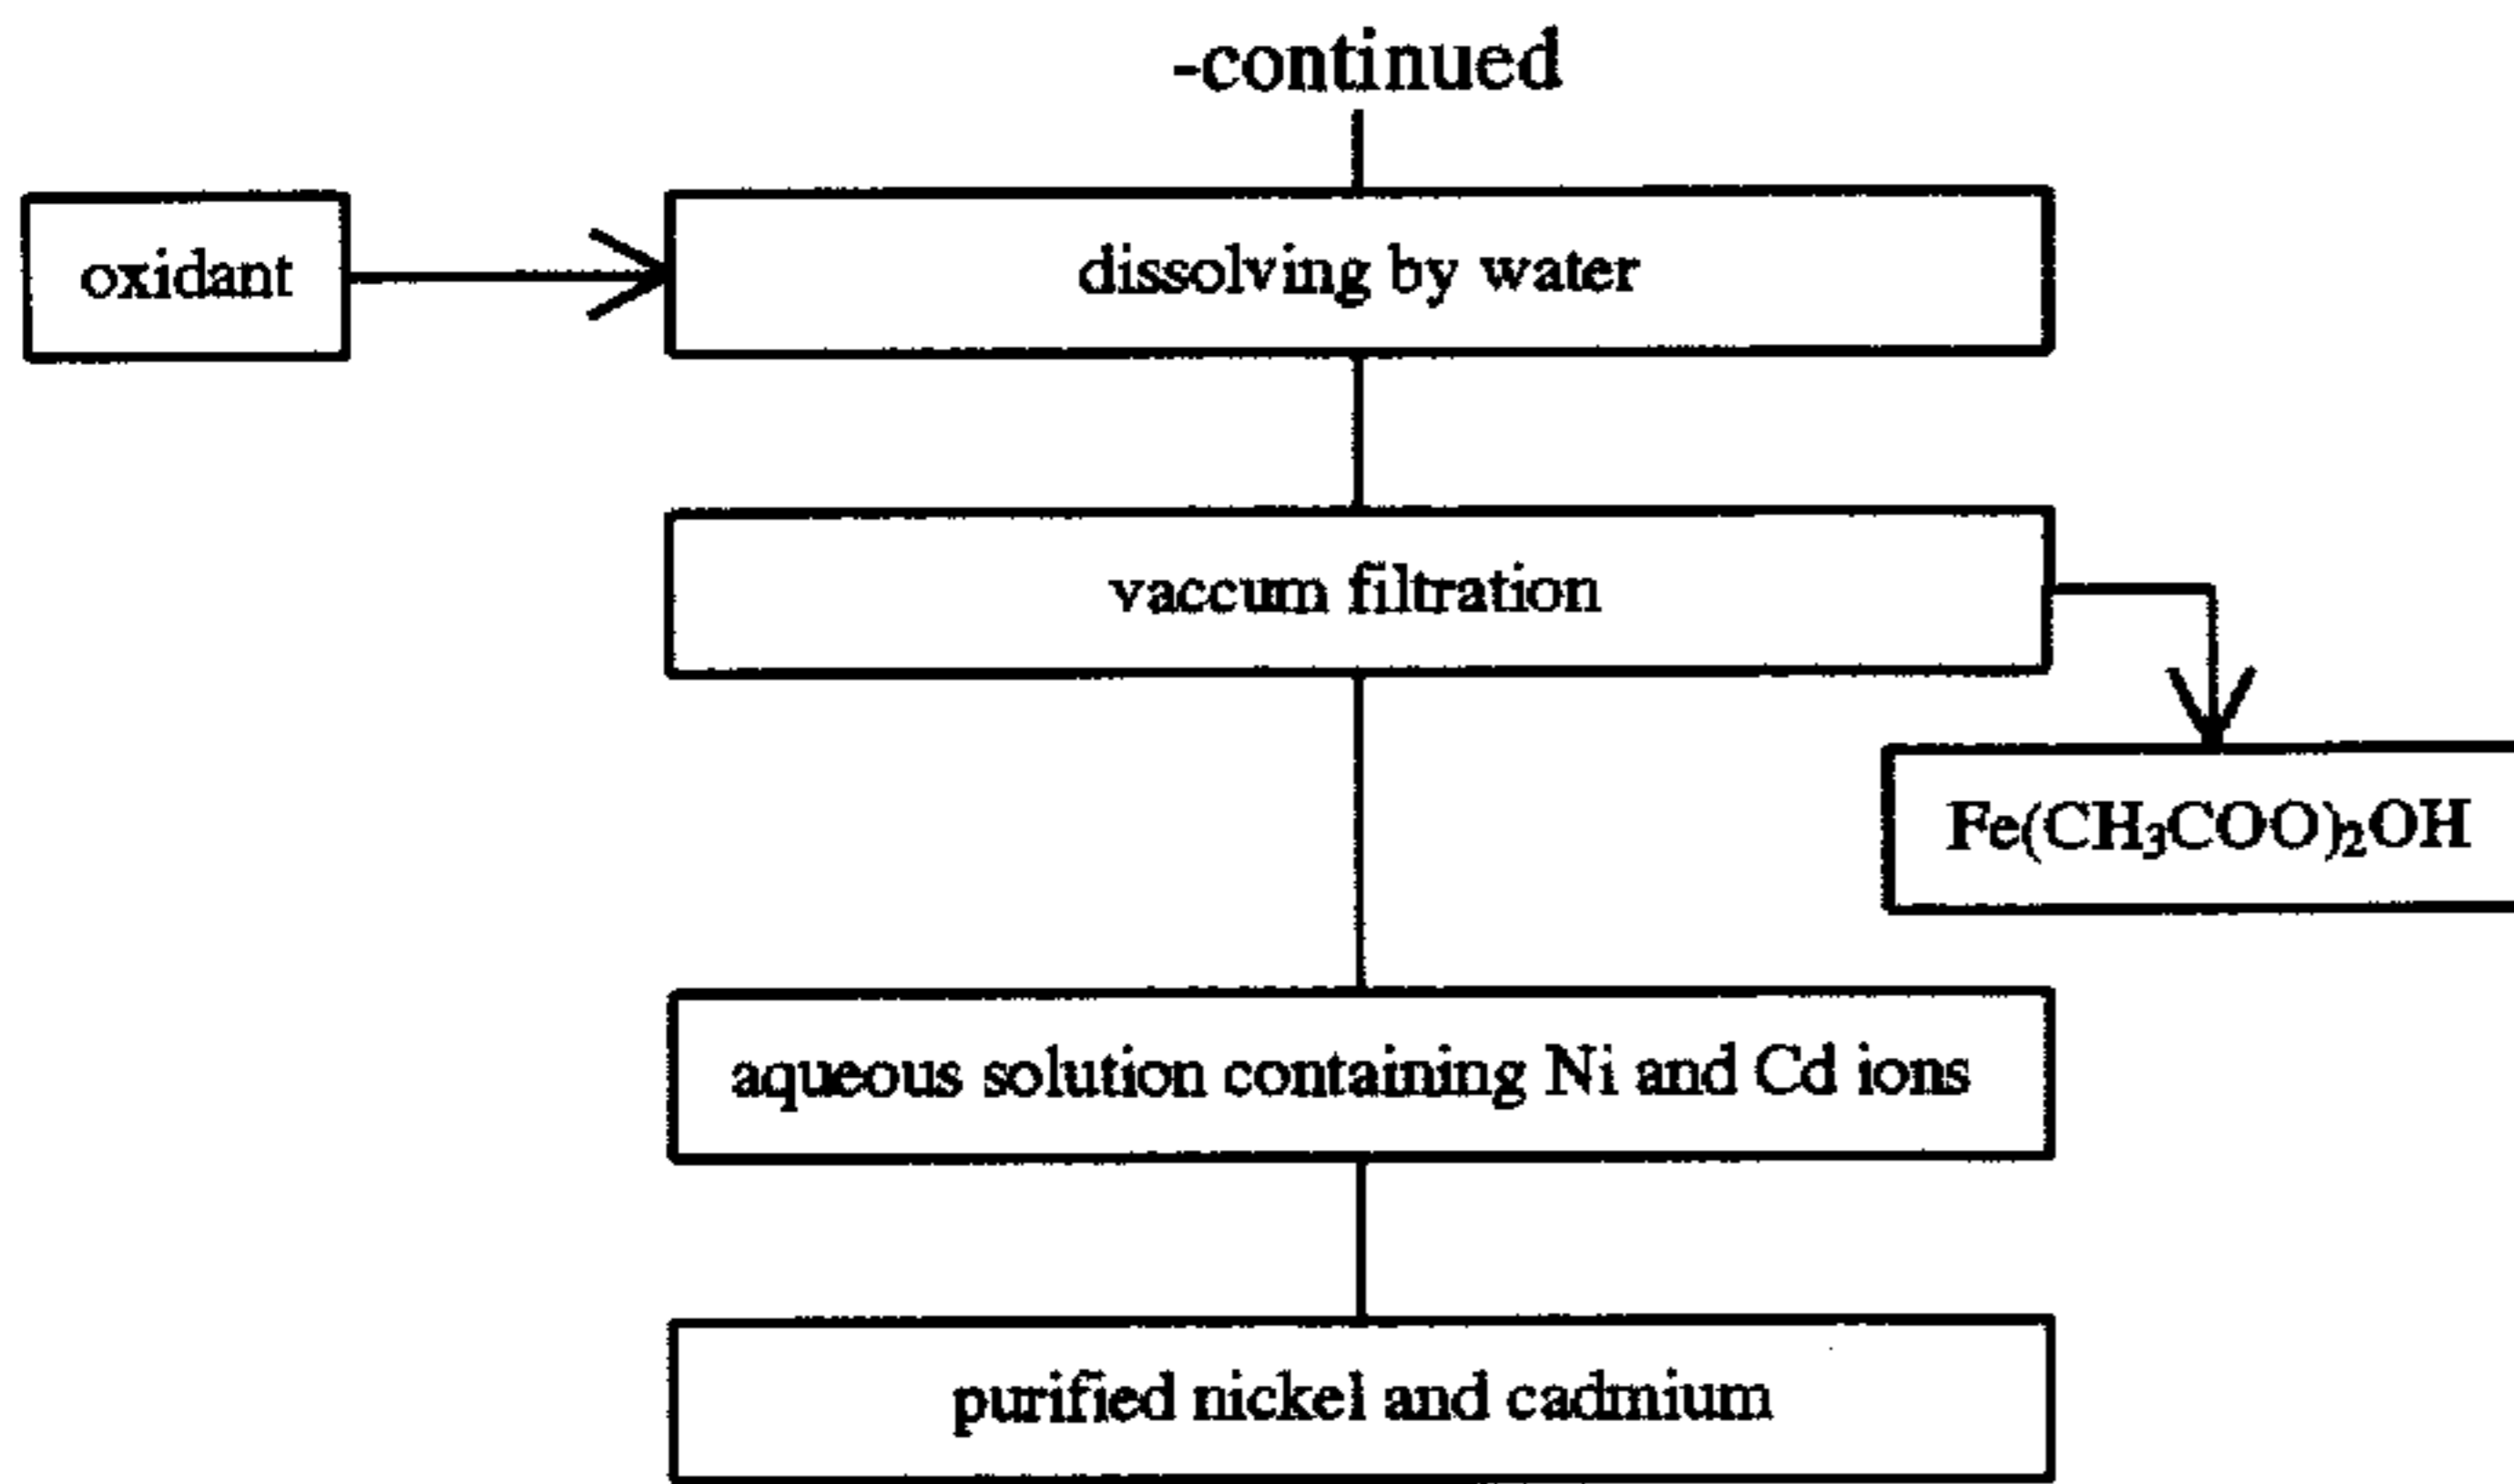 -continued
oxidant
dissolving by water
vaccum filtration
Fe(CH₃COO)₂OH
aqueous solution containing Ni and Cd ions
purified nickel and cadmium